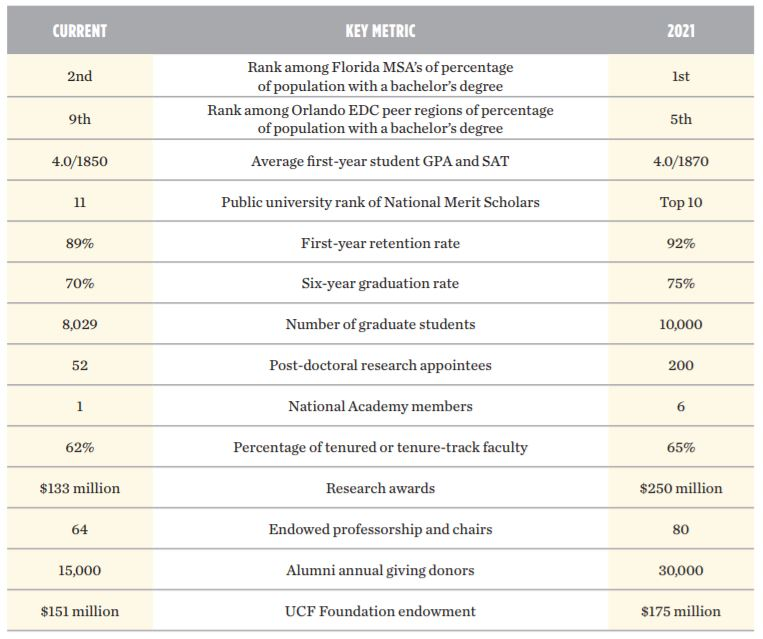 CURRENT KEY METRIC 2021
2nd Rank among Florida MSA's of percentage of population with a bachelor's degree 1st
9th Rank among Orlando EDC peer regions of percentage of population with a bachelor's degree 5th
4.0/1850 Average first-year student GPA and SAT 4.0/1870
11 Public university rank of National Merit Scholars Top 10
89% First-year retention rate 92%
70% Six-year graduation rate 75%
8,029 Number of graduate students 10,000
52 Post-doctoral research appointees 200
1 National Academy members 6
62% Percentage of tenured or tenure-track faculty 65%
$133 million Research awards $250 million
64 Endowed professorship and chairs 80
15,000 Alumni annual giving donors 30,000
$151 million UCF Foundation endowment $175 million